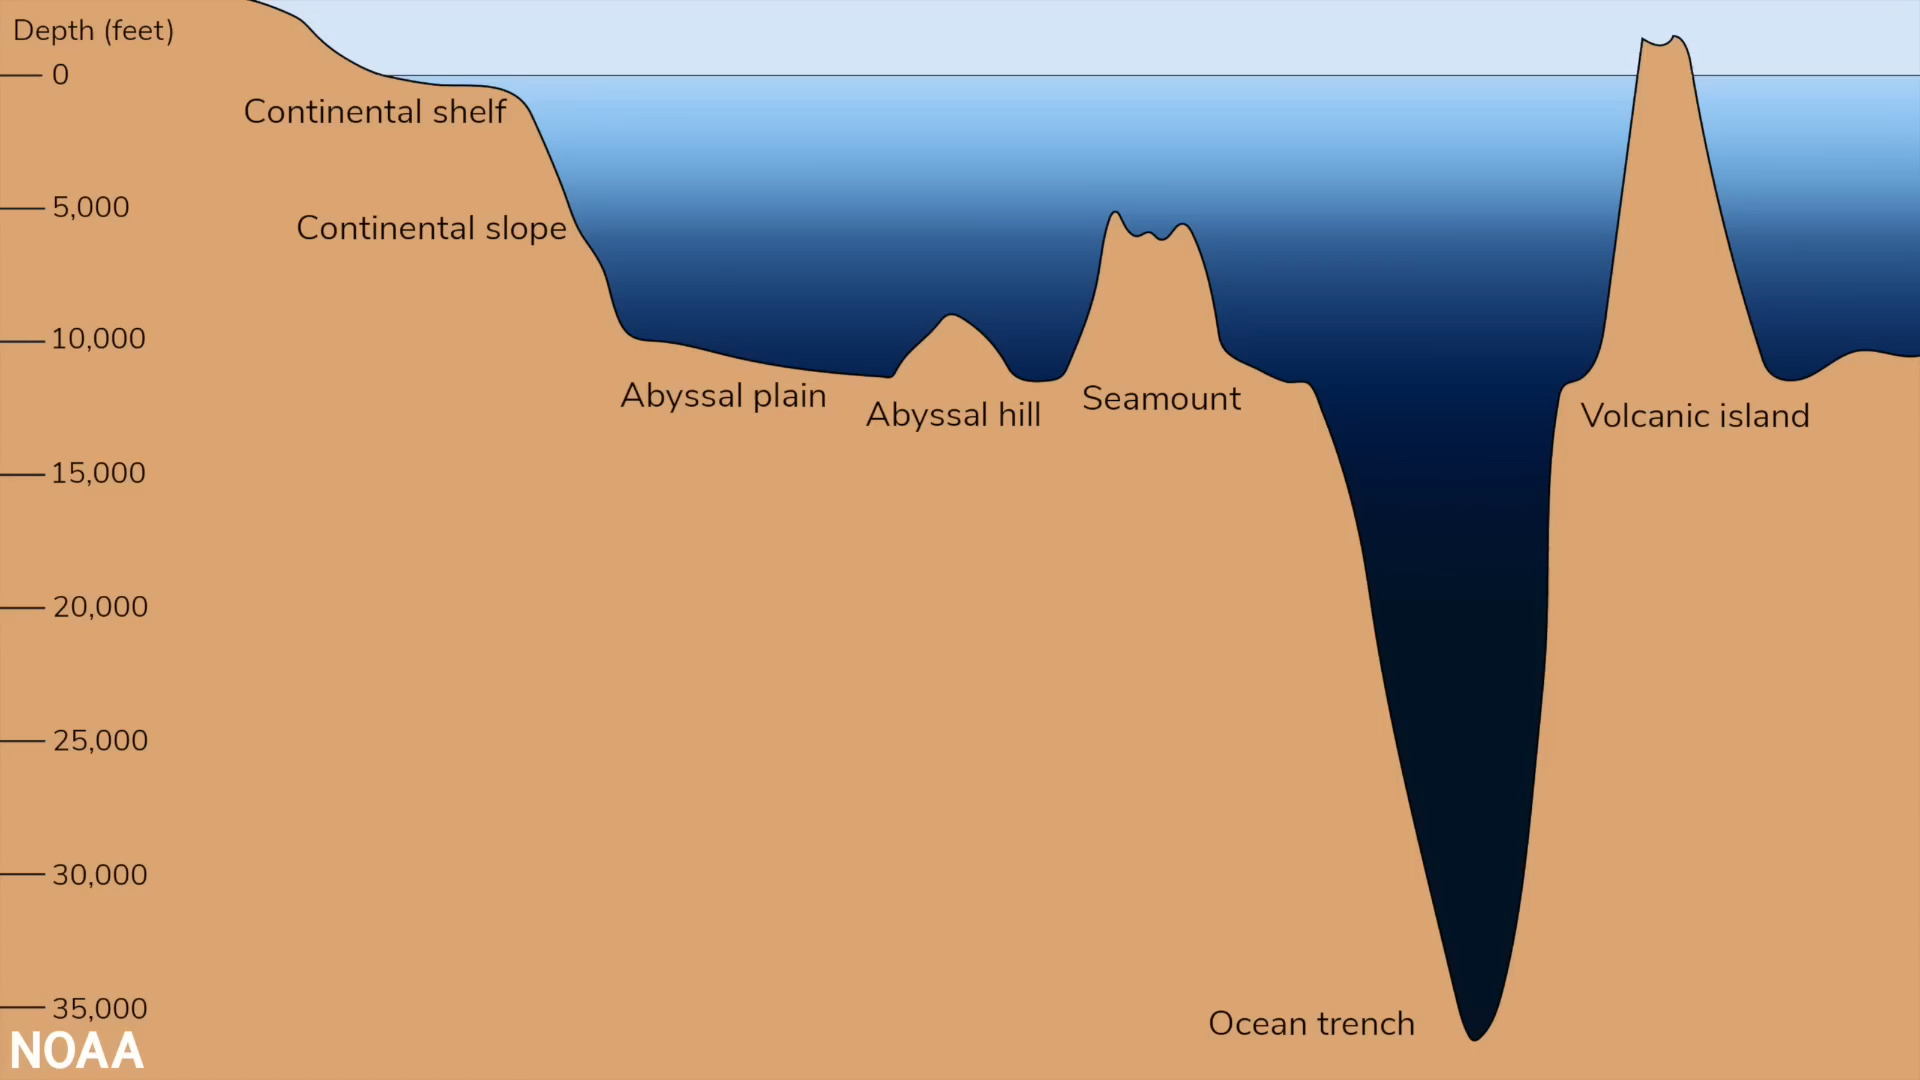 Depth (feet)
0
Continental shelf
5,000
Continental slope
10,000
Abyssal plain
Abyssal hill
Seamount
Volcanic island
15,000
20,000
25,000
30,000
35,000
Ocean trench
NOAA